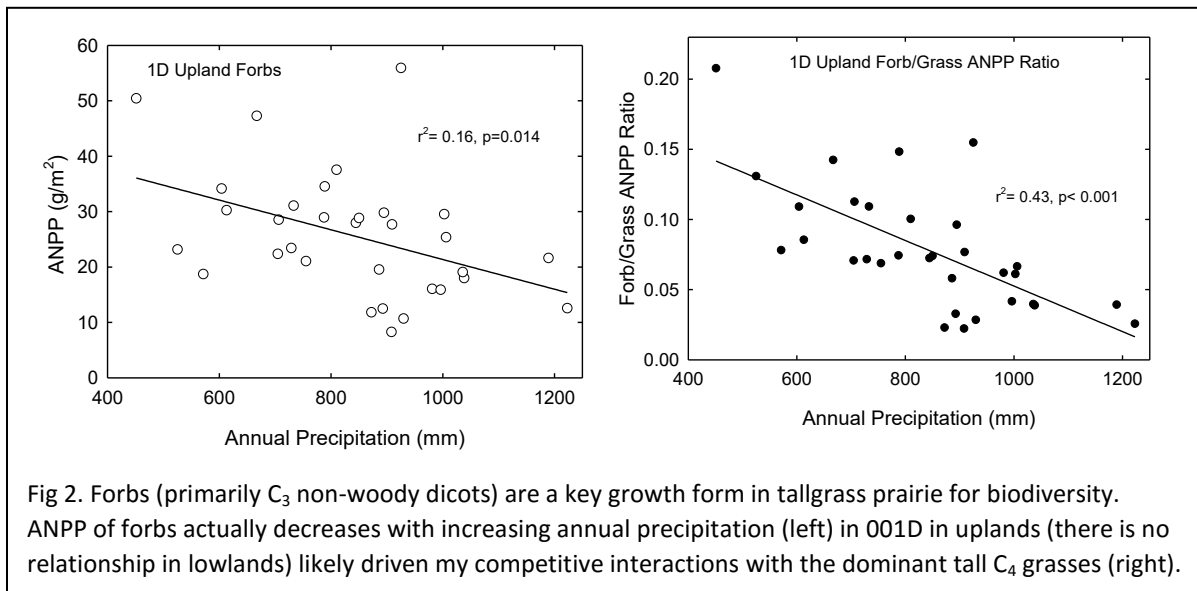 60
50
40
30
20
10
0
ANPP (g/m²)
1D Upland Forbs
r²= 0.16, p=0.014
400 600 800 1000 1200
Annual Precipitation (mm)
0.20
0.15
0.10
0.05
0.00
Forb/Grass ANPP Ratio
1D Upland Forb/Grass ANPP Ratio
r²= 0.43, p< 0.001
400 600 800 1000 1200
Annual Precipitation (mm)
Fig 2. Forbs (primarily C₃ non-woody dicots) are a key growth form in tallgrass prairie for biodiversity.
ANPP of forbs actually decreases with increasing annual precipitation (left) in 001D in uplands (there is no
relationship in lowlands) likely driven my competitive interactions with the dominant tall C₄ grasses (right).